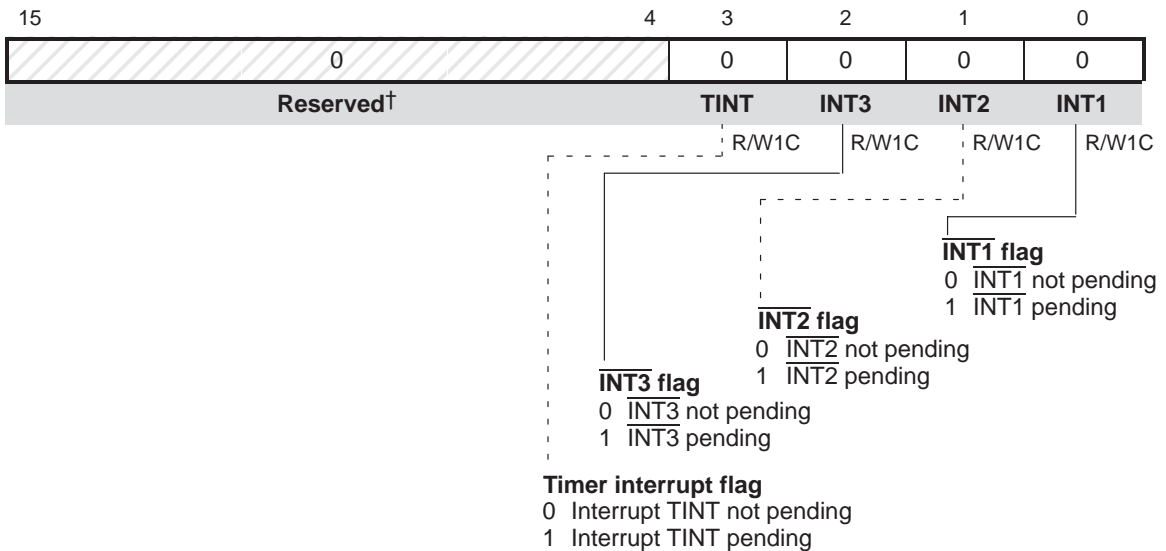 15 4 3 2 1 0
0 0 0 0 0
Reserved† TINT INT3 INT2 INT1
R/W1C R/W1C R/W1C R/W1C
INT1 flag
0 INT1 not pending
1 INT1 pending
INT2 flag
0 INT2 not pending
1 INT2 pending
INT3 flag
0 INT3 not pending
1 INT3 pending
Timer interrupt flag
0 Interrupt TINT not pending
1 Interrupt TINT pending